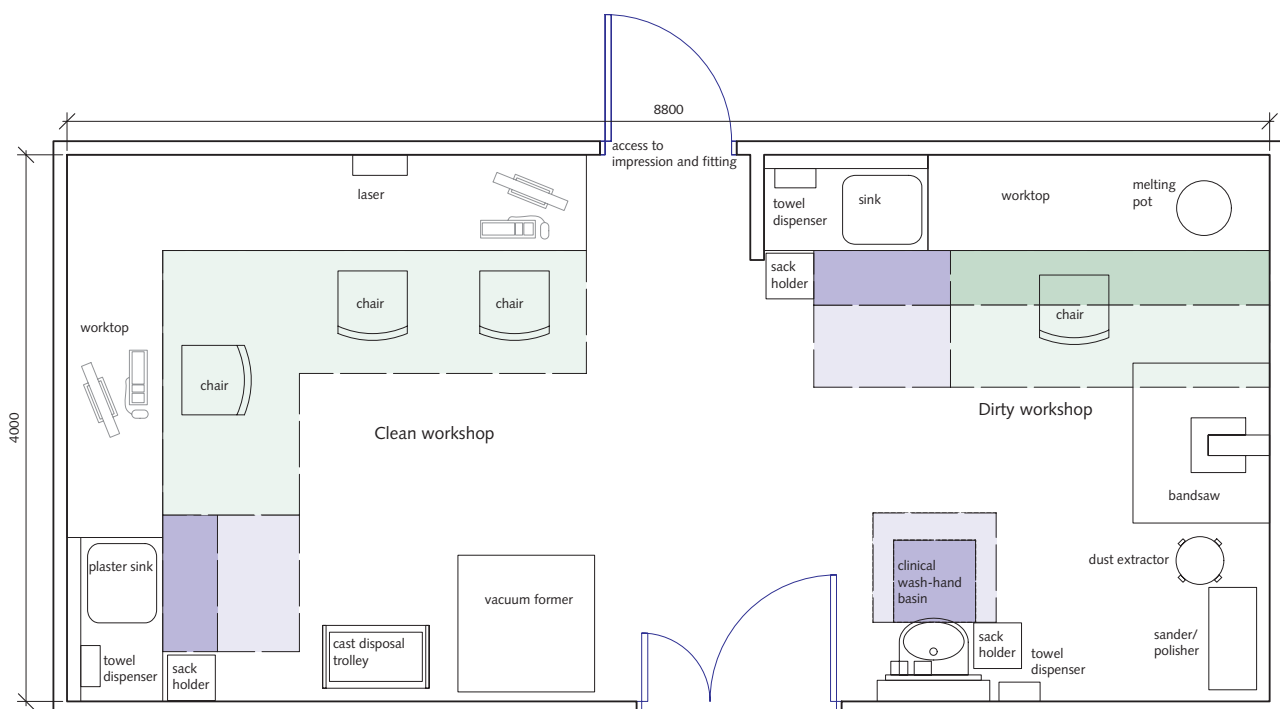 8800
access to
impression and fitting
laser
towel
dispenser
sink
worktop
melting
pot
sack
holder
chair
chair
chair
worktop
chair
4000
Clean workshop
Dirty workshop
bandsaw
plaster sink
clinical
wash-hand
basin
dust extractor
vacuum former
cast disposal
trolley
towel
dispenser
sack
holder
sack
holder
towel
dispenser
sander/
polisher